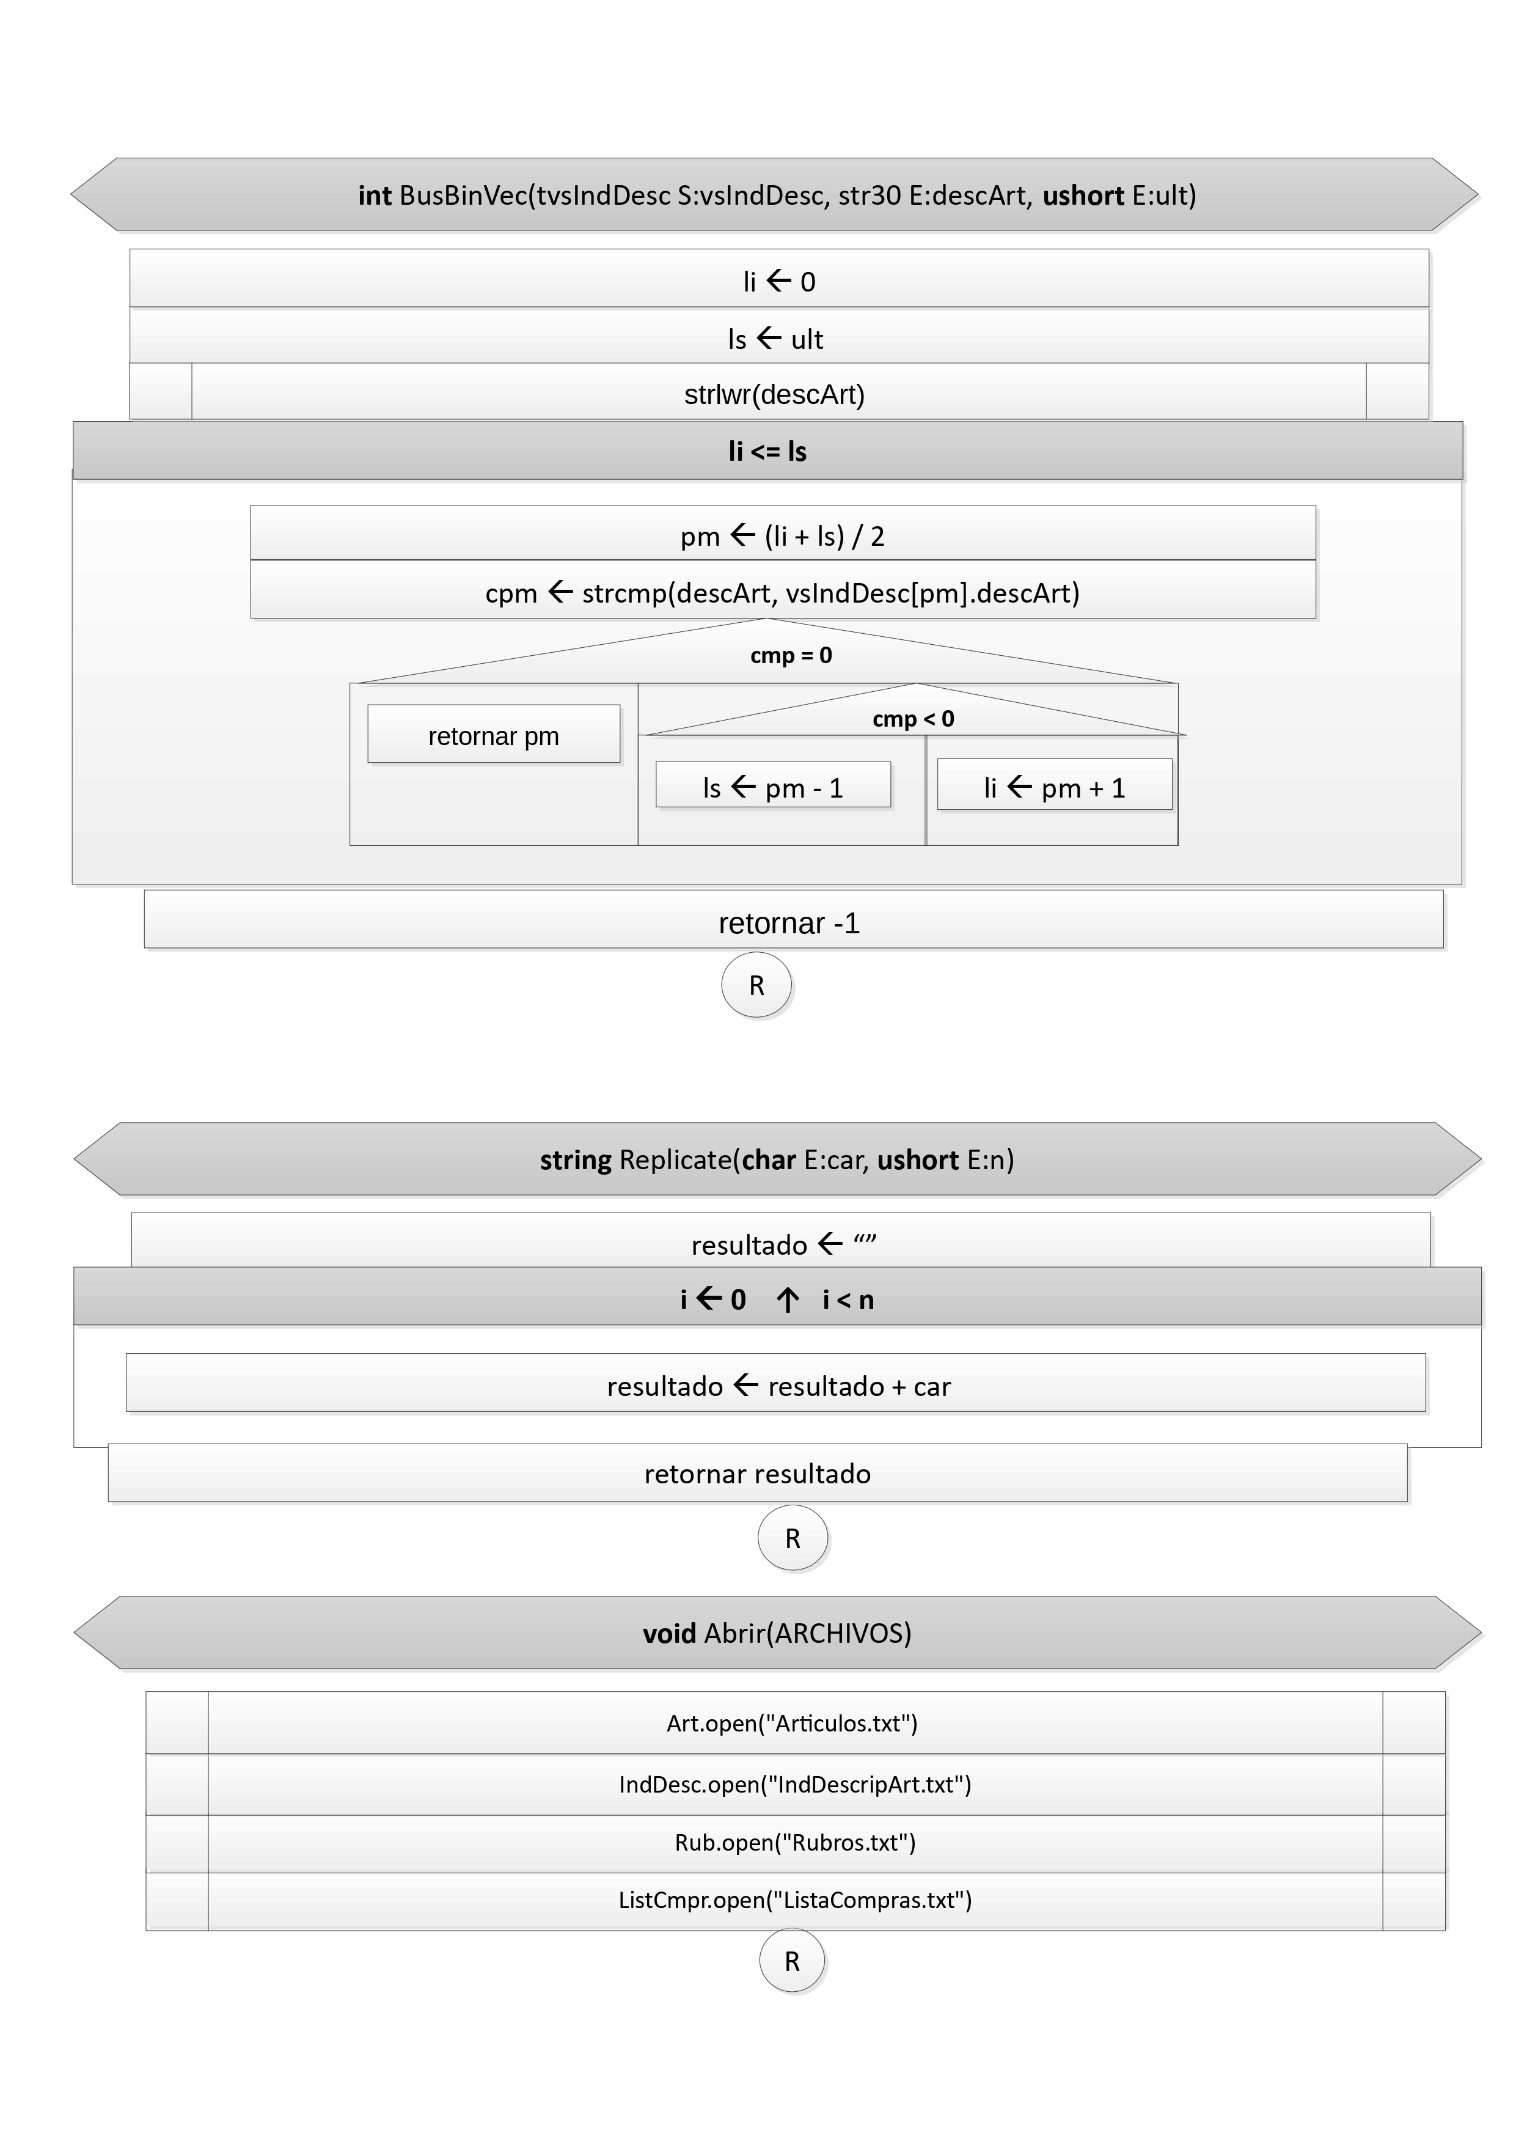 int BusBinVec(tvsIndDesc S:vsIndDesc, str30 E:descArt, ushort E:ult)
li ← 0
ls ← ult
strlwr(descArt)
li <= ls
pm ← (li + ls) / 2
cpm ← strcmp(descArt, vsIndDesc[pm].descArt)
cmp = 0
retornar pm
cmp < 0
ls ← pm - 1
li ← pm + 1
retornar -1
R
string Replicate(char E:car, ushort E:n)
resultado ← “”
i ← 0 ↑ i < n
resultado ← resultado + car
retornar resultado
R
void Abrir(ARCHIVOS)
Art.open("Articulos.txt")
IndDesc.open("IndDescripArt.txt")
Rub.open("Rubros.txt")
ListCmpr.open("ListaCompras.txt")
R